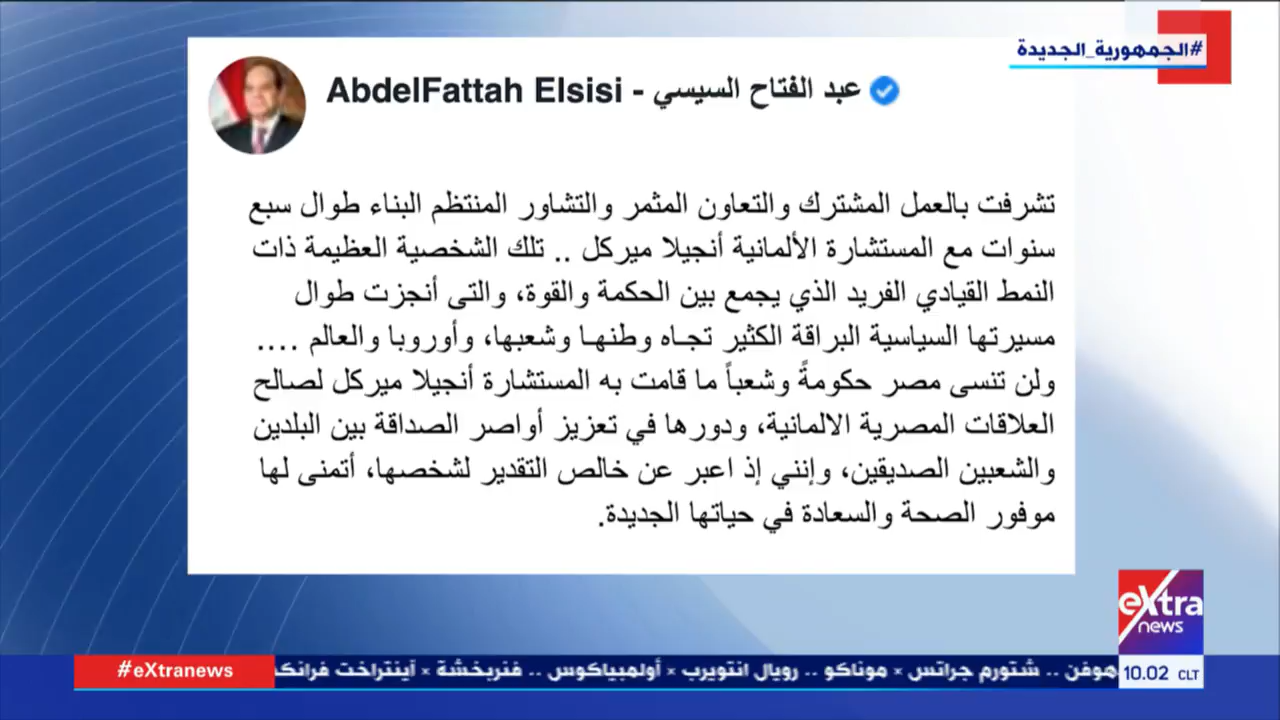 #الجمهورية_الجديدة
AbdelFattah Elsisi - عبد الفتاح السيسي
تشرفت بالعمل المشترك والتعاون المثمر والتشاور المنتظم البناء طوال سبع
سنوات مع المستشارة الألمانية أنجيلا ميركل .. تلك الشخصية العظيمة ذات
النمط القيادي الفريد الذي يجمع بين الحكمة والقوة، والتى أنجزت طوال
مسيرتها السياسية البراقة الكثير تجـاه وطنهـا وشعبها، وأوروبا والعالم ....
ولن تنسى مصر حكومةً وشعباً ما قامت به المستشارة أنجيلا ميركل لصالح
العلاقات المصرية الالمانية، ودورها في تعزيز أواصر الصداقة بين البلدين
والشعبين الصديقين، وإنني إذ اعبر عن خالص التقدير لشخصها، أتمنى لها
موفور الصحة والسعادة في حياتها الجديدة.
eXtra
news
#eXtranews
هوفن .. شتورم جراتس × موناكو .. رويال انتويرب × أولمبياكوس .. فنربخشة × آينتراخت فرانك
10.02 CLT